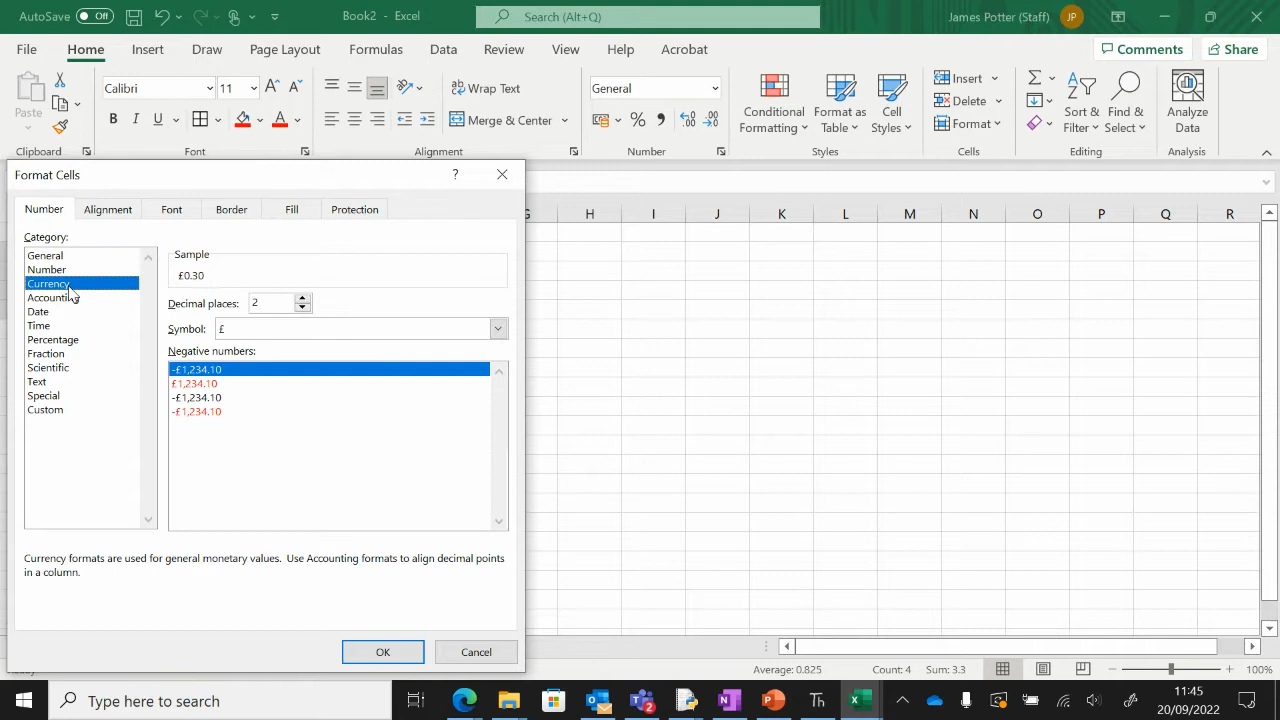 AutoSave Off Book2 - Excel Search (Alt+Q) James Potter (Staff) JP
File Home Insert Draw Page Layout Formulas Data Review View Help Acrobat Comments Share
Paste
Calibri 11
B I U A
Wrap Text
Merge & Center
General
% ,
Conditional Formatting
Format as Table
Cell Styles
Insert
Delete
Format
Sort & Filter
Find & Select
Analyze Data
Clipboard Font Alignment Number Styles Cells Editing Analysis
Format Cells ?
Number Alignment Font Border Fill Protection
Category:
General
Number
Currency
Accounting
Date
Time
Percentage
Fraction
Scientific
Text
Special
Custom
Sample
£0.30
Decimal places: 2
Symbol: £
Negative numbers:
-£1,234.10
£1,234.10
-£1,234.10
-£1,234.10
Currency formats are used for general monetary values. Use Accounting formats to align decimal points
in a column.
OK Cancel
H I J K L M N O P Q R
Average: 0.825 Count: 4 Sum: 3.3 100%
Type here to search
11:45
20/09/2022